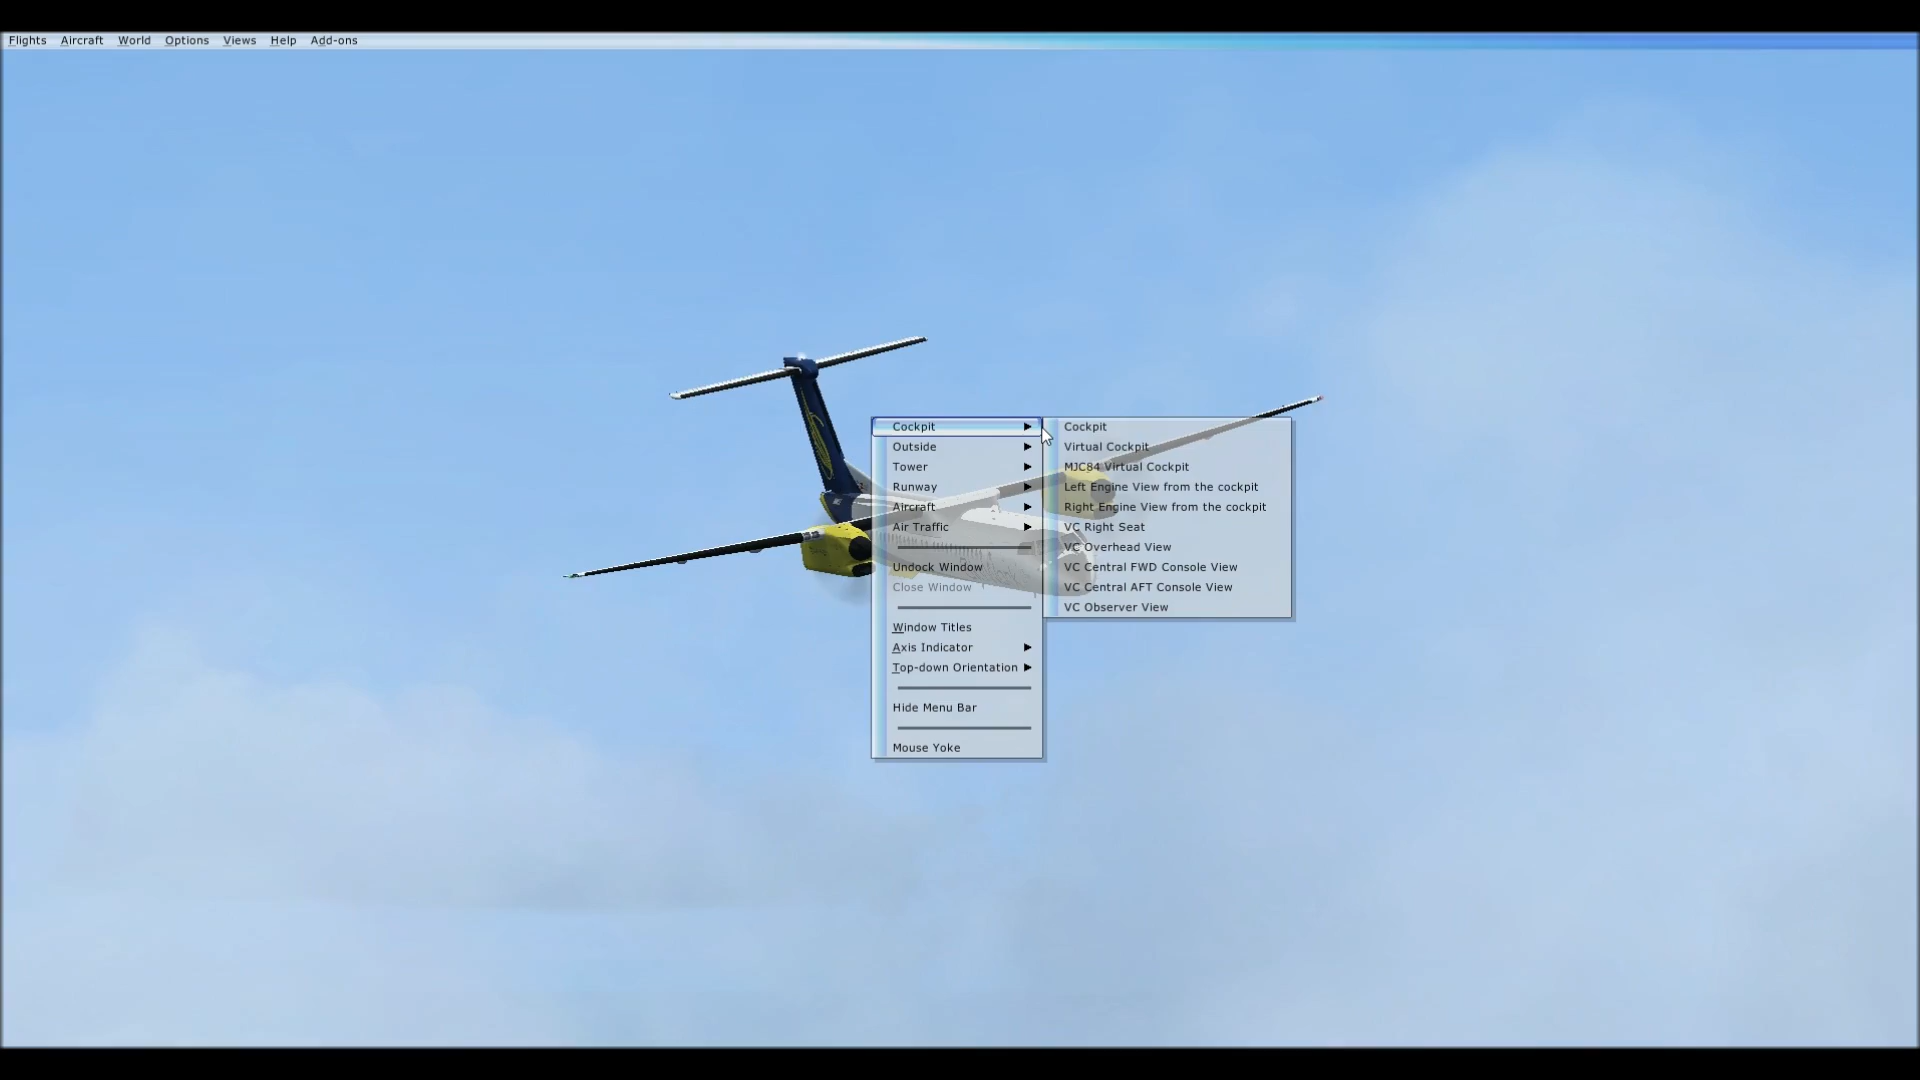 Flights Aircraft World Options Views Help Add-ons
Cockpit
Outside
Tower
Runway
Aircraft
Air Traffic
Undock Window
Close Window
Window Titles
Axis Indicator
Top-down Orientation
Hide Menu Bar
Mouse Yoke
Cockpit
Virtual Cockpit
MJC84 Virtual Cockpit
Left Engine View from the cockpit
Right Engine View from the cockpit
VC Right Seat
VC Overhead View
VC Central FWD Console View
VC Central AFT Console View
VC Observer View